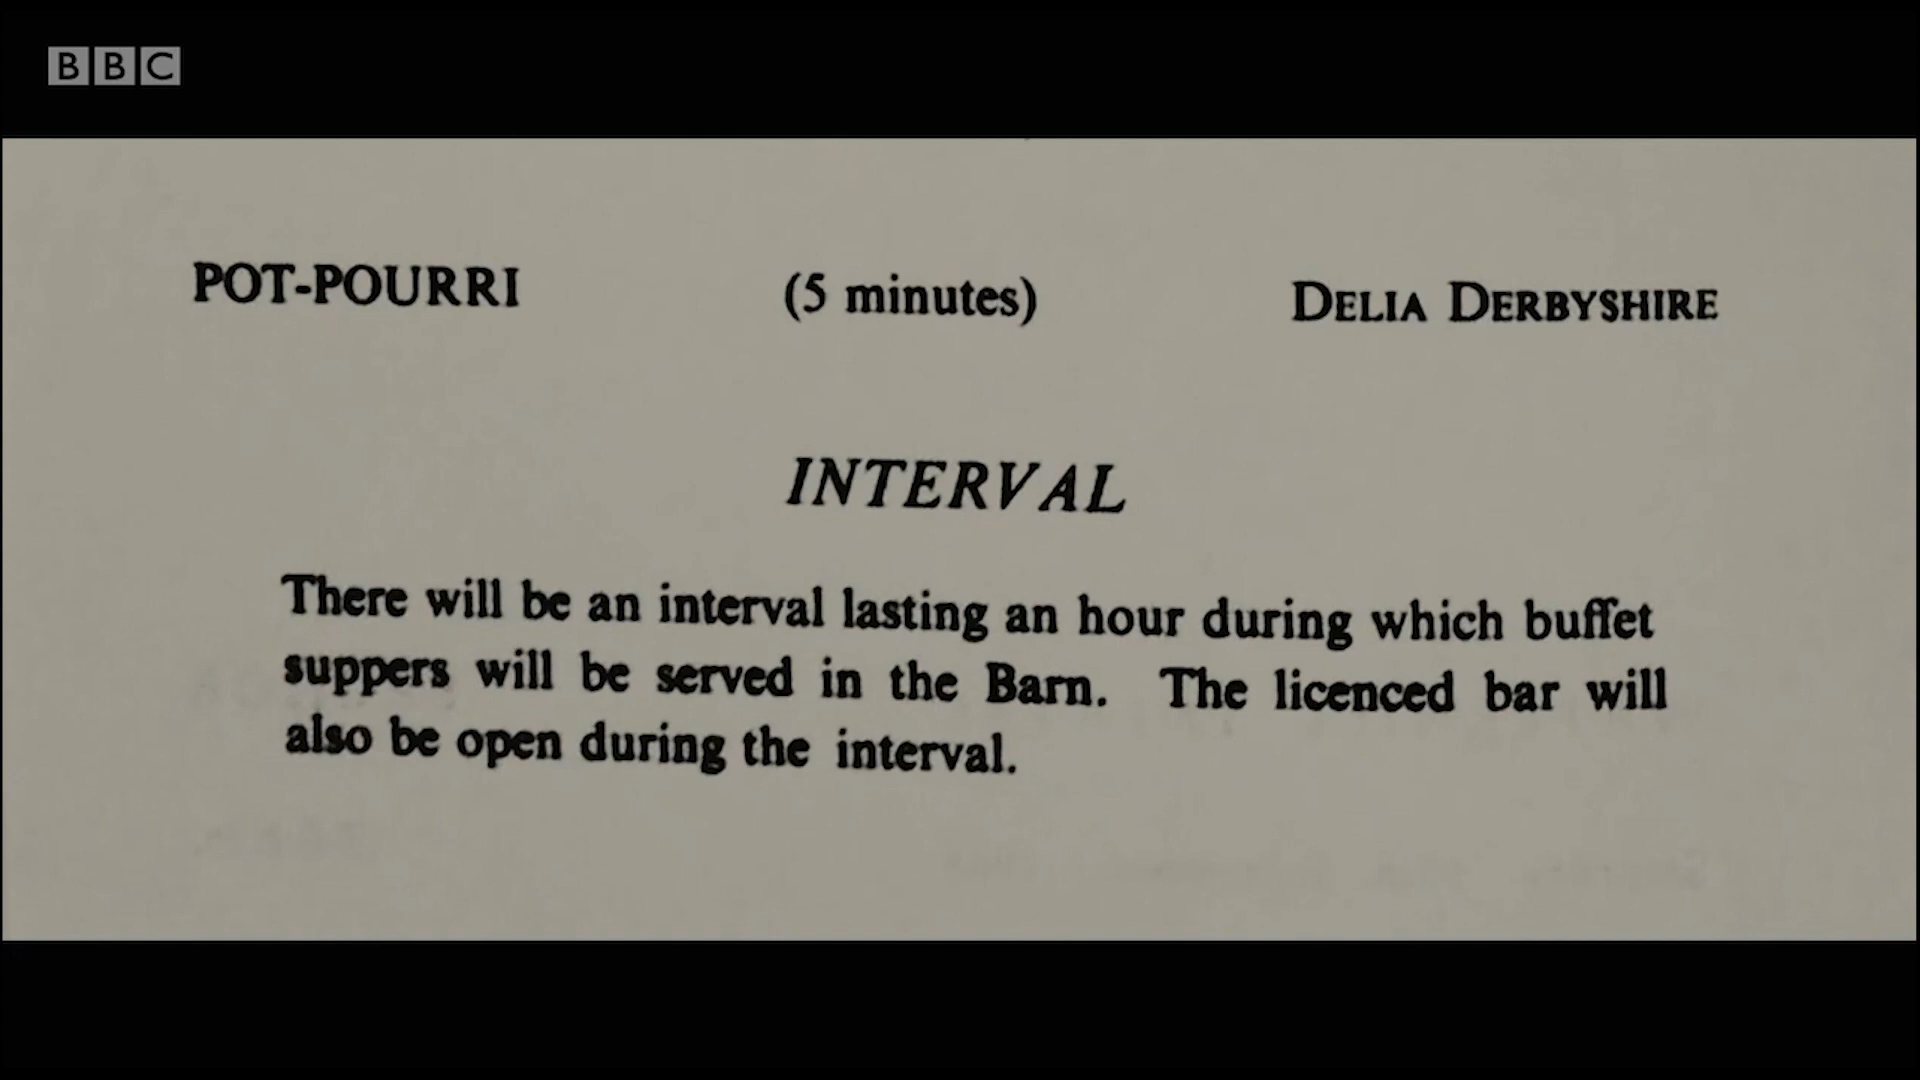 BBC
POT-POURRI (5 minutes) DELIA DERBYSHIRE
INTERVAL
There will be an interval lasting an hour during which buffet
suppers will be served in the Barn. The licenced bar will
also be open during the interval.